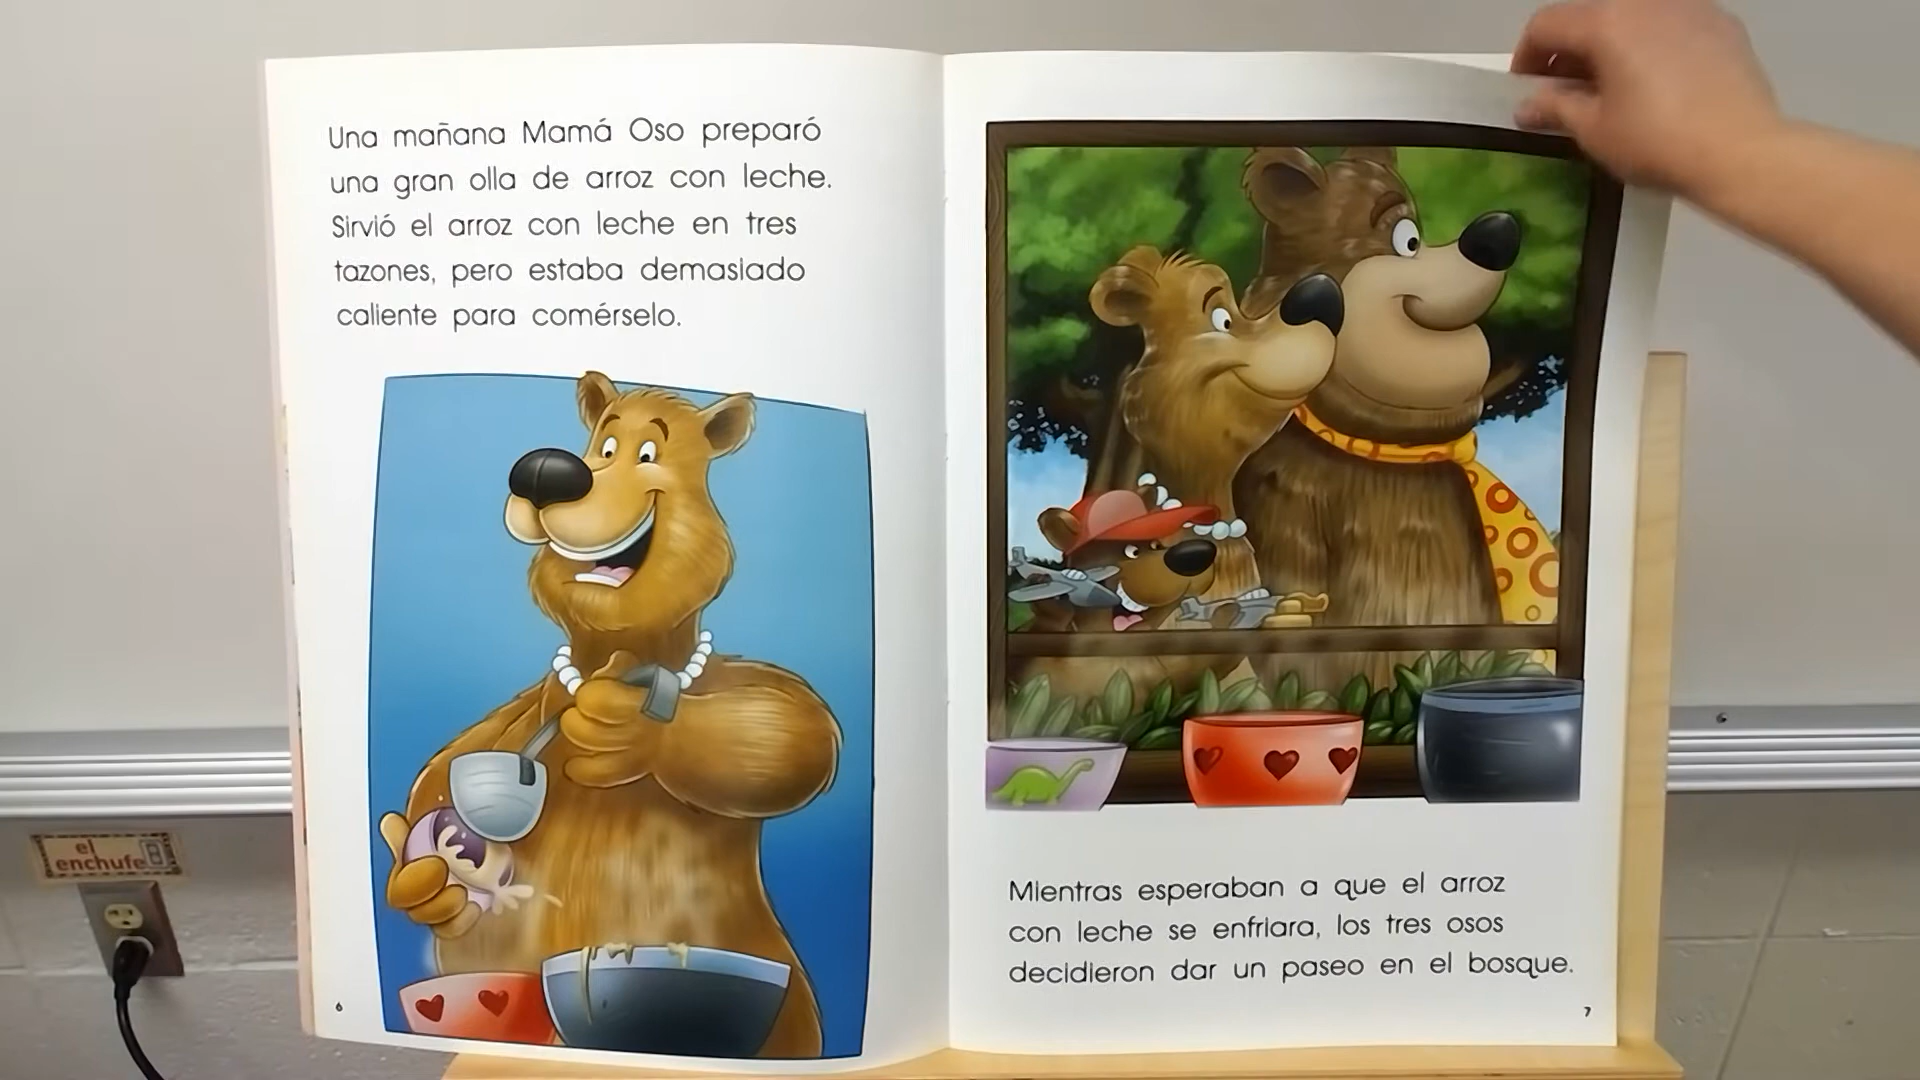 Una mañana Mamá Oso preparó
una gran olla de arroz con leche.
Sirvió el arroz con leche en tres
tazones, pero estaba demasiado
caliente para comérselo.
6
Mientras esperaban a que el arroz
con leche se enfriara, los tres osos
decidieron dar un paseo en el bosque.
7
el
enchufe